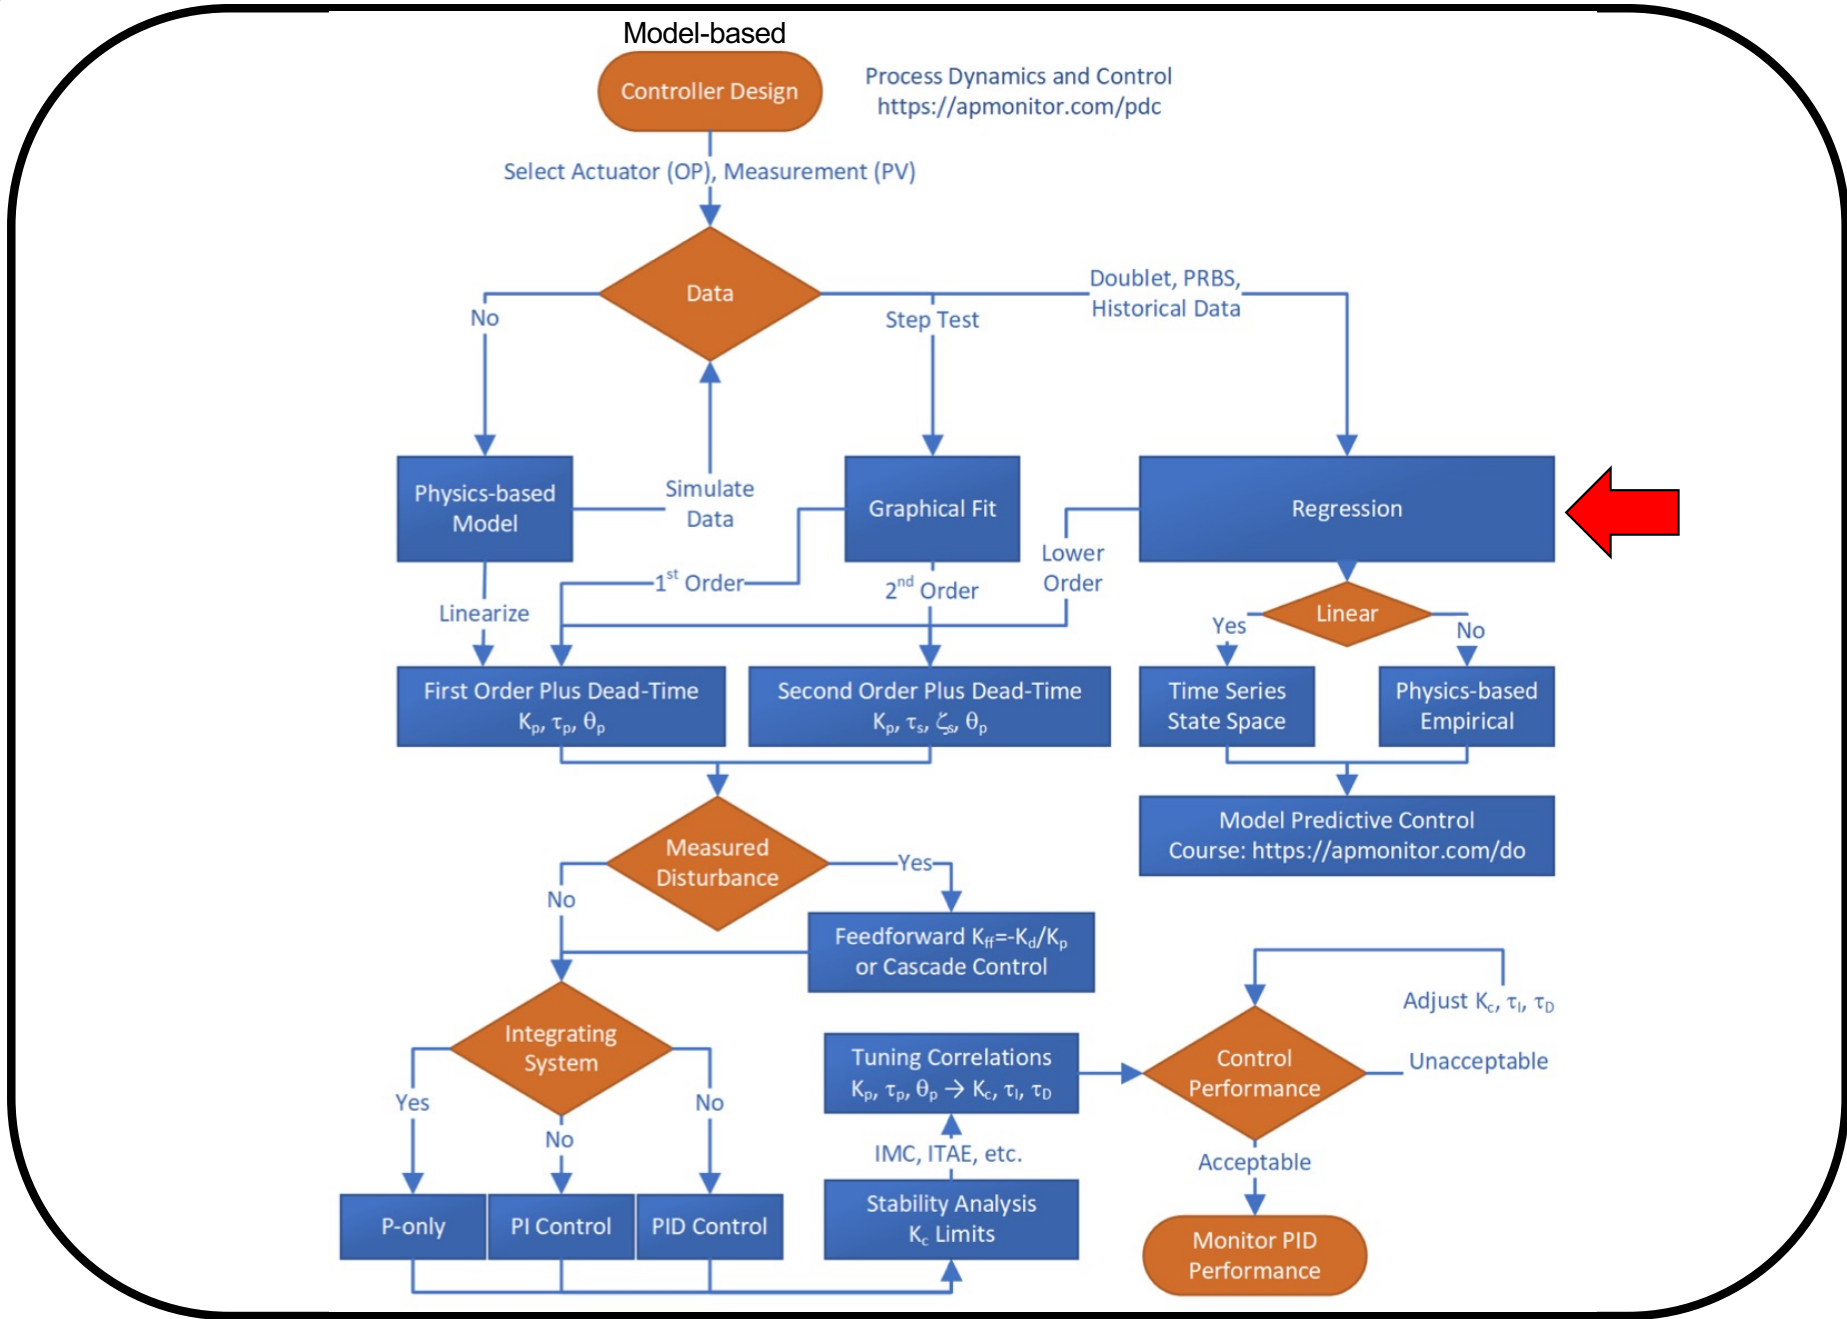 Model-based
Controller Design
Process Dynamics and Control
https://apmonitor.com/pdc
Select Actuator (OP), Measurement (PV)
Data
No
Step Test
Doublet, PRBS,
Historical Data
Physics-based
Model
Simulate
Data
Graphical Fit
Regression
Lower
Order
1st Order
2nd Order
Linearize
Linear
Yes
No
First Order Plus Dead-Time
Kp, τp, θp
Second Order Plus Dead-Time
Kp, τs, ζs, θp
Time Series
State Space
Physics-based
Empirical
Model Predictive Control
Course: https://apmonitor.com/do
Measured
Disturbance
No
Yes
Feedforward Kff=-Kd/Kp
or Cascade Control
Integrating
System
Yes
No
No
Tuning Correlations
Kp, τp, θp → Kc, τI, τD
Control
Performance
Adjust Kc, τI, τD
Unacceptable
IMC, ITAE, etc.
Acceptable
P-only
PI Control
PID Control
Stability Analysis
Kc Limits
Monitor PID
Performance